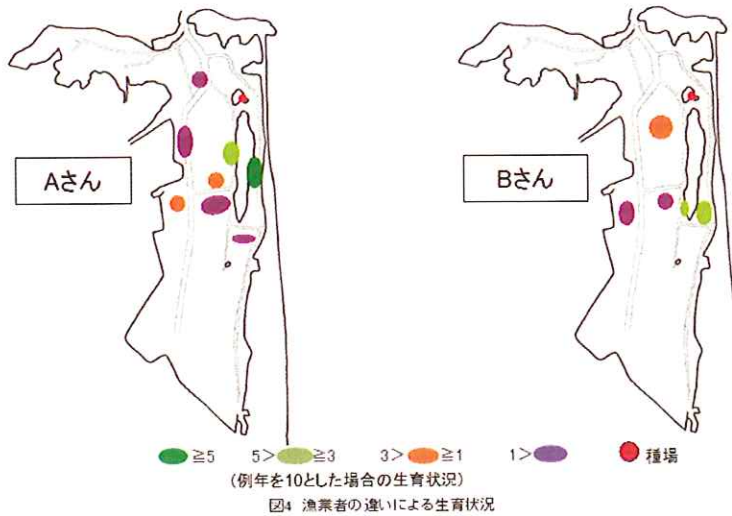 Aさん
Bさん
≧5 5> ≧3 3> ≧1 1> 種場
(例年を10とした場合の生育状況)
図4 漁業者の違いによる生育状況